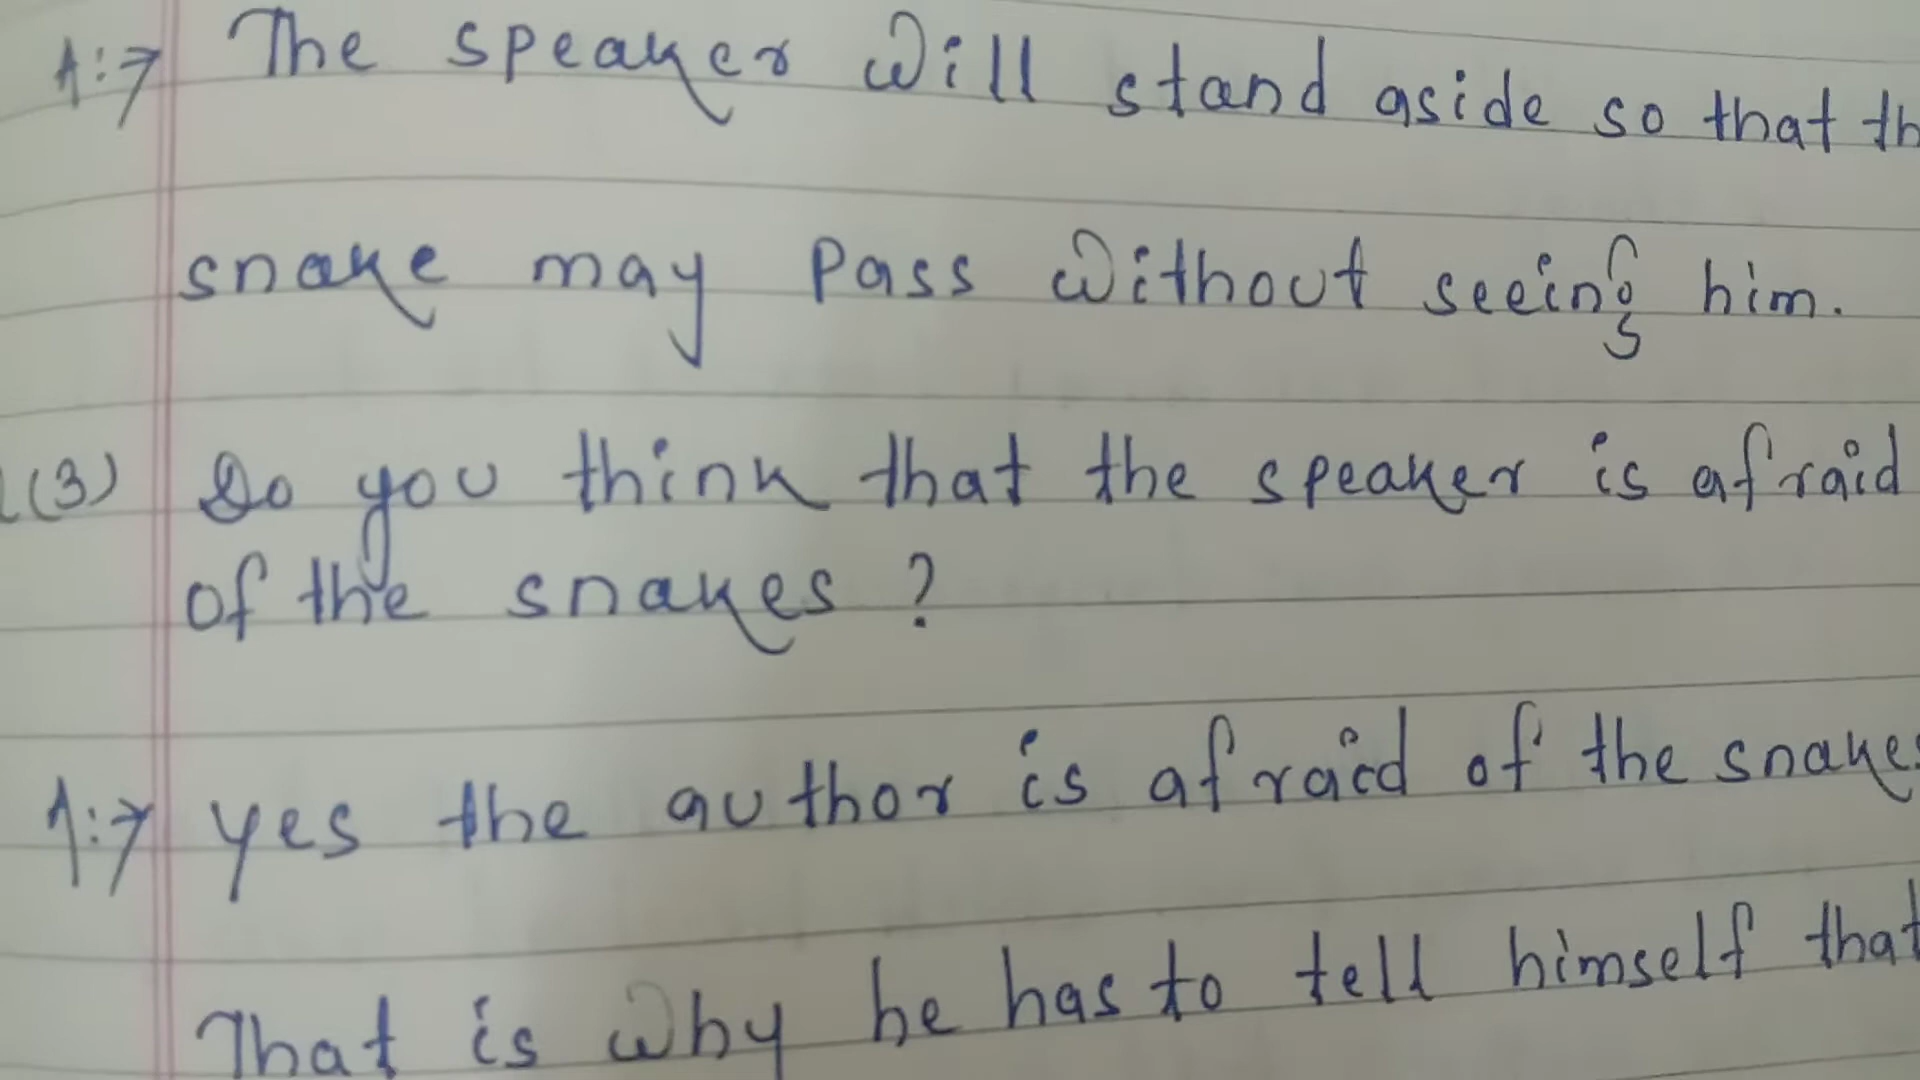 A:→ The speaker will stand aside so that th
snake may pass without seeing him.
(3) Do you think that the speaker is afraid
of the snakes ?
A:→ yes the author is afraid of the snakes
That is why he has to tell himself that